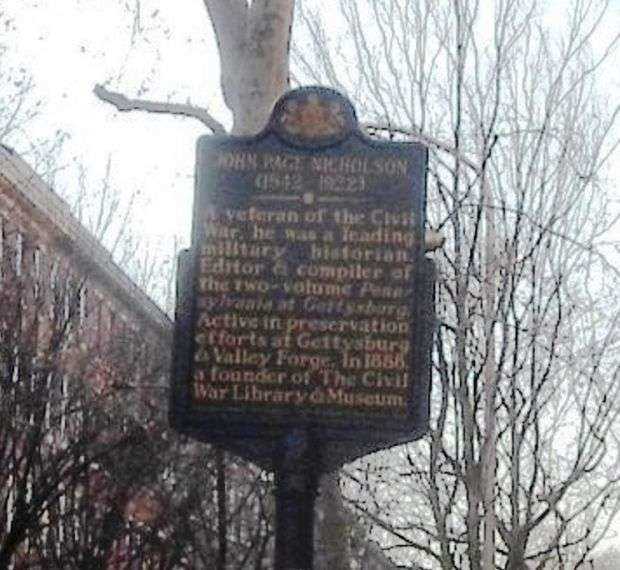 JOHN PAGE NICHOLSON
(1842-1922)
A veteran of the Civil
War, he was a leading
military historian.
Editor & compiler of
the two-volume Penn-
sylvania at Gettysburg.
Active in preservation
efforts at Gettysburg
& Valley Forge. In 1888,
a founder of The Civil
War Library & Museum.